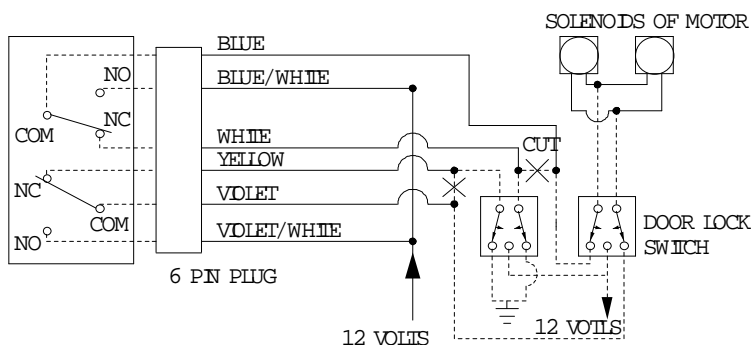 SOLENOIDS OF MOTOR
BLUE
NO
BLUE/WHITE
COM
NC
WHITE
CUT
YELLOW
NC
VIOLET
COM
NO
VIOLET/WHITE
DOOR LOCK
SWITCH
6 PIN PLUG
12 VOLTS
12 VOTLS